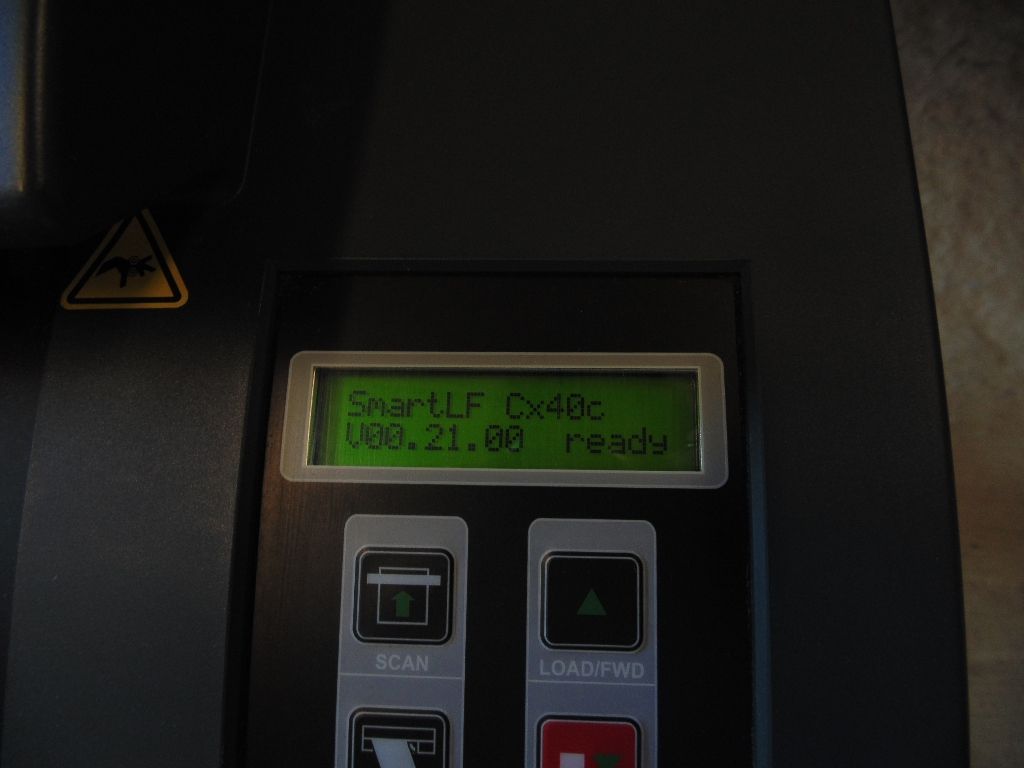 SmartLF Cx40c
V00.21.00 ready
SCAN
LOAD/FWD